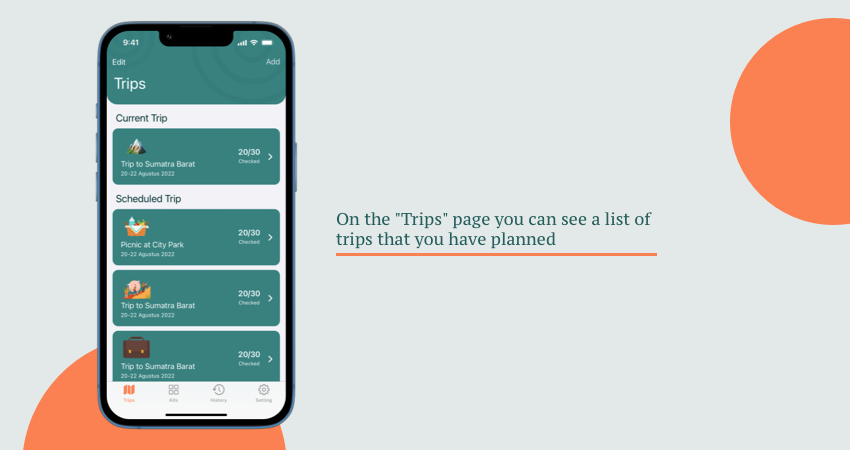 9:41
Edit
Add
Trips
Current Trip
Trip to Sumatra Barat
20-22 Agustus 2022
20/30
Checked
Scheduled Trip
Picnic at City Park
20-22 Agustus 2022
20/30
Checked
Trip to Sumatra Barat
20-22 Agustus 2022
20/30
Checked
Trip to Sumatra Barat
20-22 Agustus 2022
20/30
Checked
Trips
Kits
History
Setting
On the "Trips" page you can see a list of
trips that you have planned